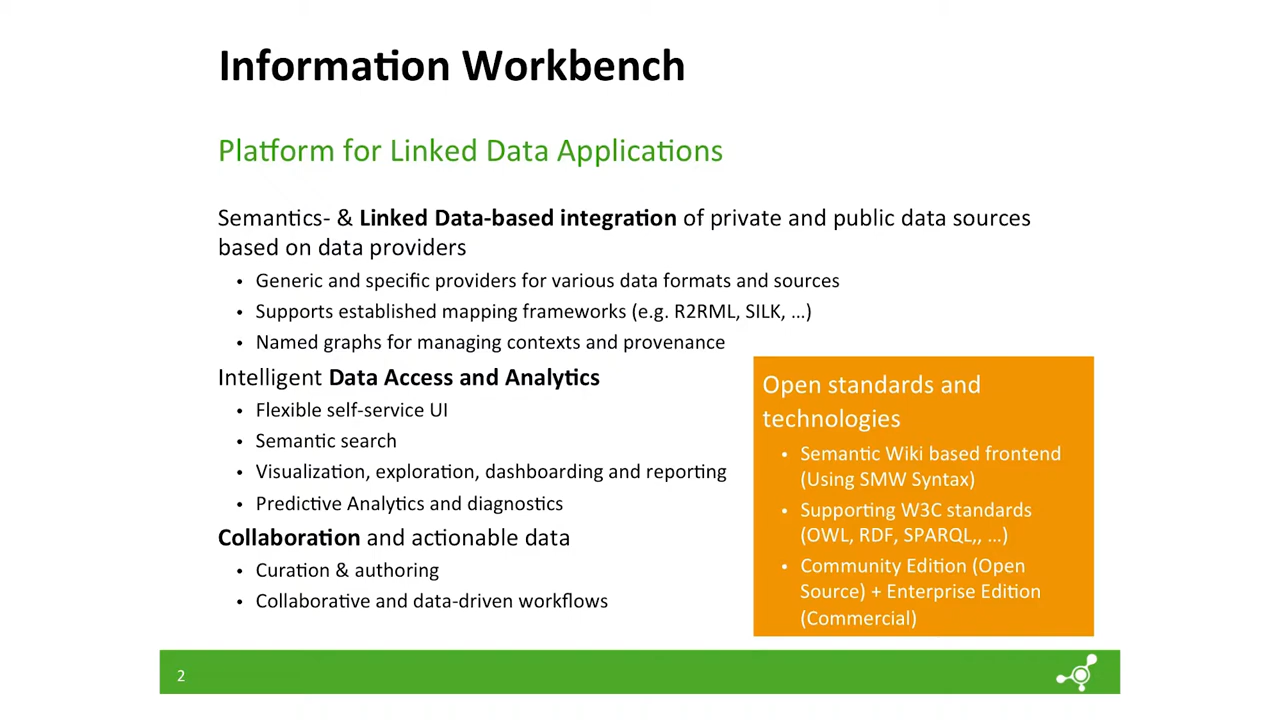 Information Workbench
Platform for Linked Data Applications
Semantics- & Linked Data-based integration of private and public data sources
based on data providers
• Generic and specific providers for various data formats and sources
• Supports established mapping frameworks (e.g. R2RML, SILK, ...)
• Named graphs for managing contexts and provenance
Intelligent Data Access and Analytics
• Flexible self-service UI
• Semantic search
• Visualization, exploration, dashboarding and reporting
• Predictive Analytics and diagnostics
Collaboration and actionable data
• Curation & authoring
• Collaborative and data-driven workflows
Open standards and
technologies
• Semantic Wiki based frontend
(Using SMW Syntax)
• Supporting W3C standards
(OWL, RDF, SPARQL,, ...)
• Community Edition (Open
Source) + Enterprise Edition
(Commercial)
2